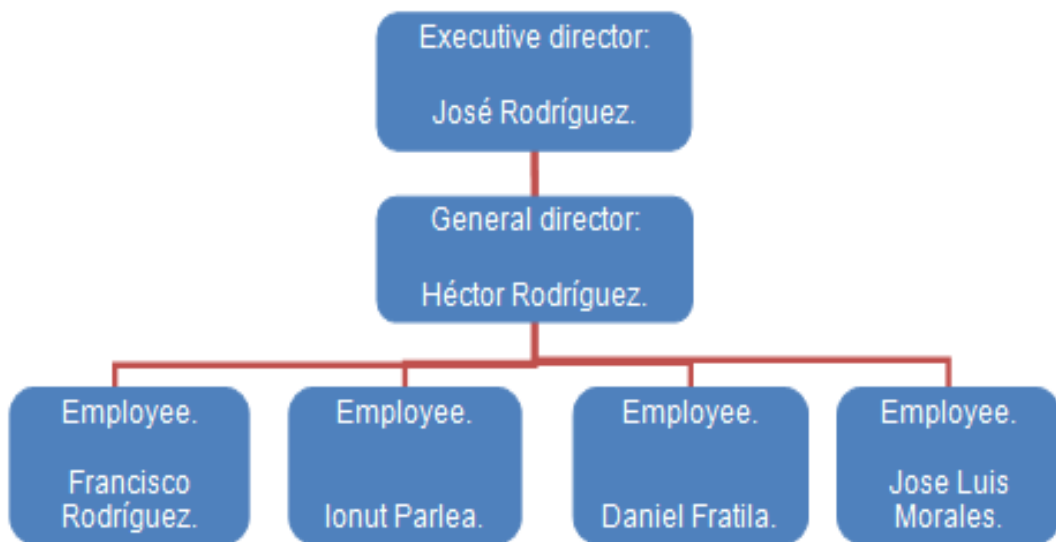 Executive director:
José Rodríguez.
General director:
Héctor Rodríguez.
Employee.
Francisco
Rodríguez.
Employee.
Ionut Parlea.
Employee.
Daniel Fratila.
Employee.
Jose Luis
Morales.